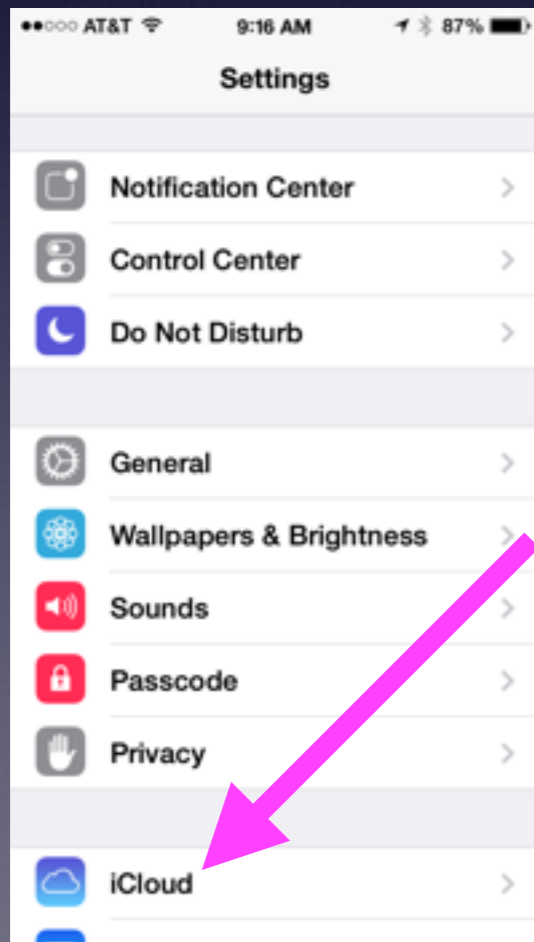 AT&T 9:16 AM 87%
Settings
Notification Center
Control Center
Do Not Disturb
General
Wallpapers & Brightness
Sounds
Passcode
Privacy
iCloud